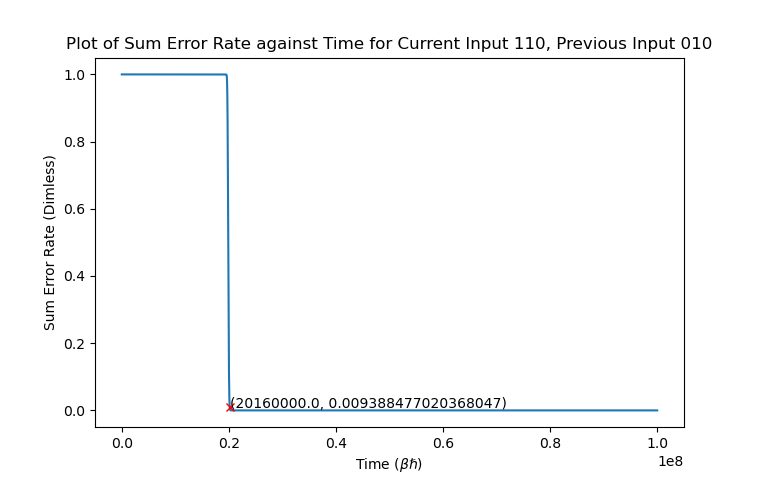 Plot of Sum Error Rate against Time for Current Input 110, Previous Input 010
1.0
0.8
0.6
0.4
0.2
0.0
Sum Error Rate (Dimless)
(20160000.0, 0.009388477020368047)
0.0 0.2 0.4 0.6 0.8 1.0
1e8
Time (βℏ)